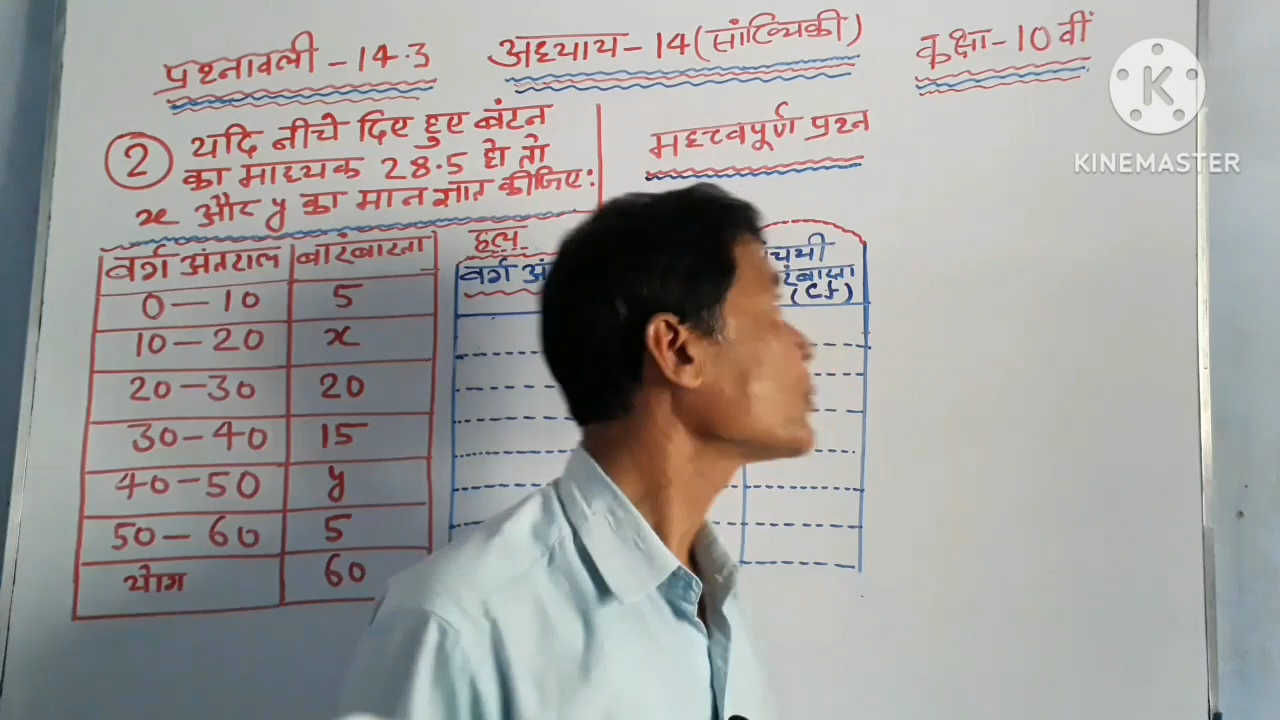 प्रश्नावली - 14.3
अध्याय - 14 (सांख्यिकी)
कक्षा - 10 वीं
K
KINEMASTER
2 यदि नीचे दिए हुए बंटन
का माध्यक 28.5 हो तो
x और y का मान ज्ञात कीजिए:
महत्त्वपूर्ण प्रश्न
वर्ग अंतराल बारंबारता
0 - 10 5
10 - 20 x
20 - 30 20
30 - 40 15
40 - 50 y
50 - 60 5
योग 60
हल
वर्ग
(cf)